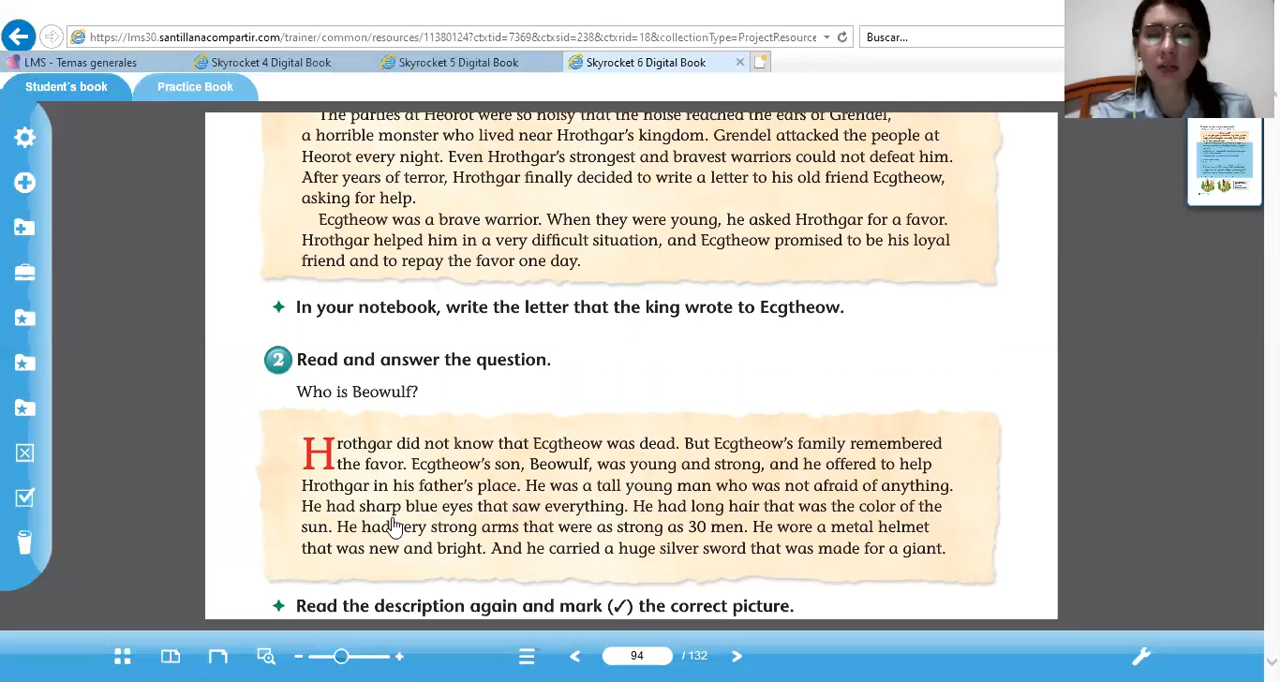 https://lms30.santillanacompartir.com/trainer/common/resources/11380124?ctxtid=7369&ctxsid=238&ctxrid=18&collectionType=ProjectResource
Buscar...
LMS - Temas generales
Skyrocket 4 Digital Book
Skyrocket 5 Digital Book
Skyrocket 6 Digital Book
Student's book
Practice Book
The parties at Heorot were so noisy that the noise reached the ears of Grendel,
a horrible monster who lived near Hrothgar's kingdom. Grendel attacked the people at
Heorot every night. Even Hrothgar's strongest and bravest warriors could not defeat him.
After years of terror, Hrothgar finally decided to write a letter to his old friend Ecgtheow,
asking for help.
Ecgtheow was a brave warrior. When they were young, he asked Hrothgar for a favor.
Hrothgar helped him in a very difficult situation, and Ecgtheow promised to be his loyal
friend and to repay the favor one day.
In your notebook, write the letter that the king wrote to Ecgtheow.
2 Read and answer the question.
Who is Beowulf?
Hrothgar did not know that Ecgtheow was dead. But Ecgtheow's family remembered
the favor. Ecgtheow's son, Beowulf, was young and strong, and he offered to help
Hrothgar in his father's place. He was a tall young man who was not afraid of anything.
He had sharp blue eyes that saw everything. He had long hair that was the color of the
sun. He had very strong arms that were as strong as 30 men. He wore a metal helmet
that was new and bright. And he carried a huge silver sword that was made for a giant.
Read the description again and mark (✓) the correct picture.
94 / 132